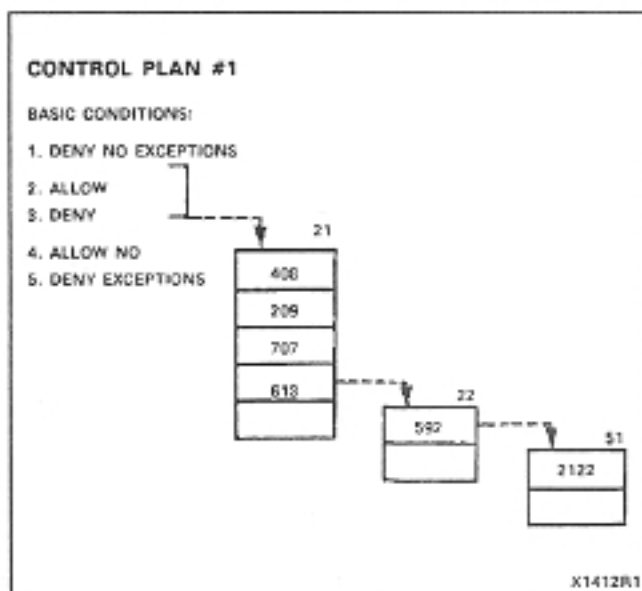 CONTROL PLAN #1
BASIC CONDITIONS:
1. DENY NO EXCEPTIONS
2. ALLOW
3. DENY
4. ALLOW NO
5. DENY EXCEPTIONS
21
408
209
707
613
22
592
51
2122
X1412R1